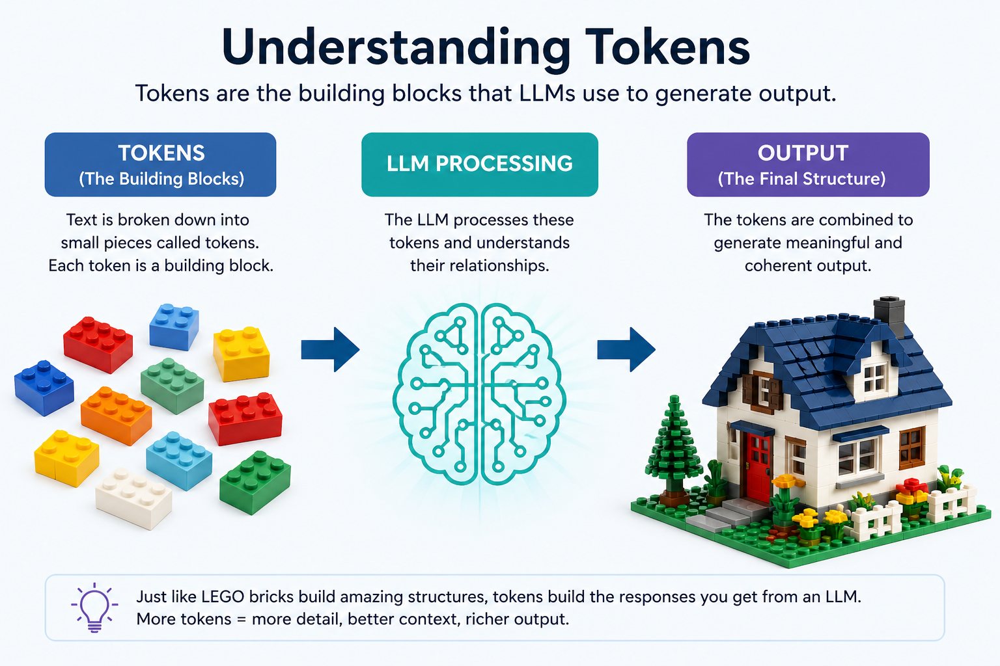 Understanding Tokens
Tokens are the building blocks that LLMs use to generate output.
TOKENS
(The Building Blocks)
Text is broken down into
small pieces called tokens.
Each token is a building block.
LLM PROCESSING
The LLM processes these
tokens and understands
their relationships.
OUTPUT
(The Final Structure)
The tokens are combined to
generate meaningful and
coherent output.
Just like LEGO bricks build amazing structures, tokens build the responses you get from an LLM.
More tokens = more detail, better context, richer output.